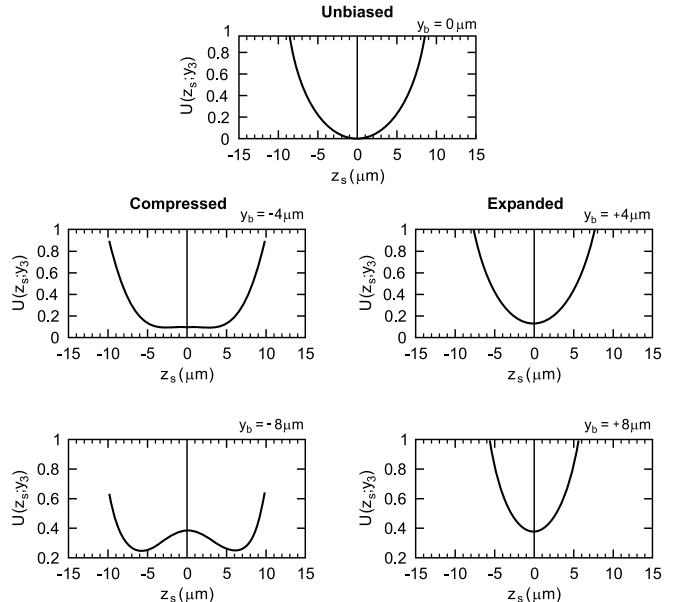 Unbiased
y_b = 0 μm
U(z_s;y_3)
1
0.8
0.6
0.4
0.2
0
-15 -10 -5 0 5 10 15
z_s(μm)
Compressed
y_b = -4μm
U(z_s;y_3)
1
0.8
0.6
0.4
0.2
0
-15 -10 -5 0 5 10 15
z_s(μm)
Expanded
y_b = +4μm
U(z_s;y_3)
1
0.8
0.6
0.4
0.2
0
-15 -10 -5 0 5 10 15
z_s(μm)
y_b = - 8μm
U(z_s;y_3)
1
0.8
0.6
0.4
0.2
-15 -10 -5 0 5 10 15
z_s(μm)
y_b = +8μm
U(z_s;y_3)
1
0.8
0.6
0.4
0.2
-15 -10 -5 0 5 10 15
z_s(μm)